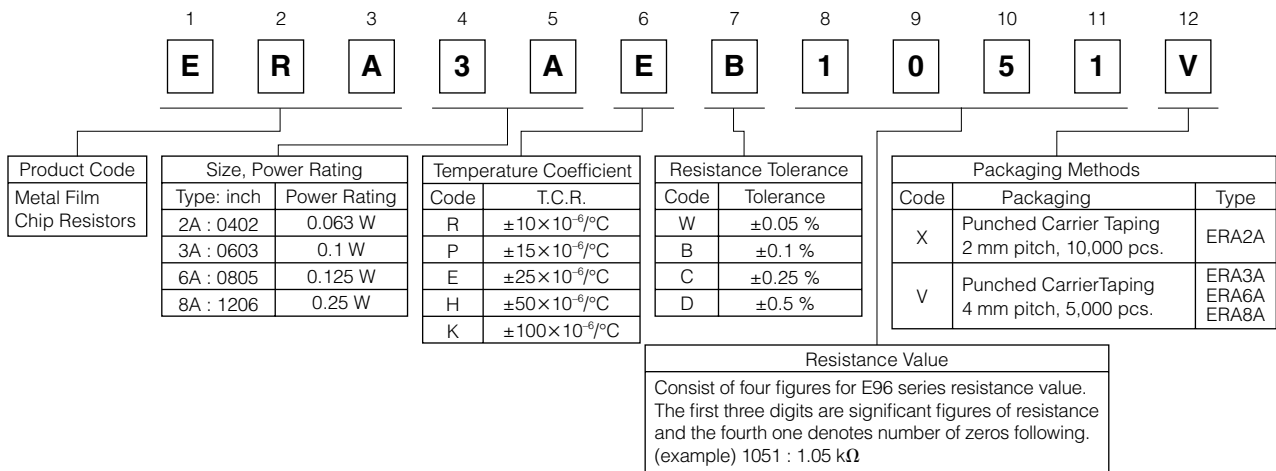 1 2 3 4 5 6 7 8 9 10 11 12
E R A 3 A E B 1 0 5 1 V
Product Code
Metal Film
Chip Resistors
Size, Power Rating
Type: inch Power Rating
2A : 0402 0.063 W
3A : 0603 0.1 W
6A : 0805 0.125 W
8A : 1206 0.25 W
Temperature Coefficient
Code T.C.R.
R ±10×10⁻⁶/°C
P ±15×10⁻⁶/°C
E ±25×10⁻⁶/°C
H ±50×10⁻⁶/°C
K ±100×10⁻⁶/°C
Resistance Tolerance
Code Tolerance
W ±0.05 %
B ±0.1 %
C ±0.25 %
D ±0.5 %
Packaging Methods
Code Packaging Type
X Punched Carrier Taping
2 mm pitch, 10,000 pcs. ERA2A
V Punched CarrierTaping
4 mm pitch, 5,000 pcs.
ERA3A
ERA6A
ERA8A
Resistance Value
Consist of four figures for E96 series resistance value.
The first three digits are significant figures of resistance
and the fourth one denotes number of zeros following.
(example) 1051 : 1.05 kΩ